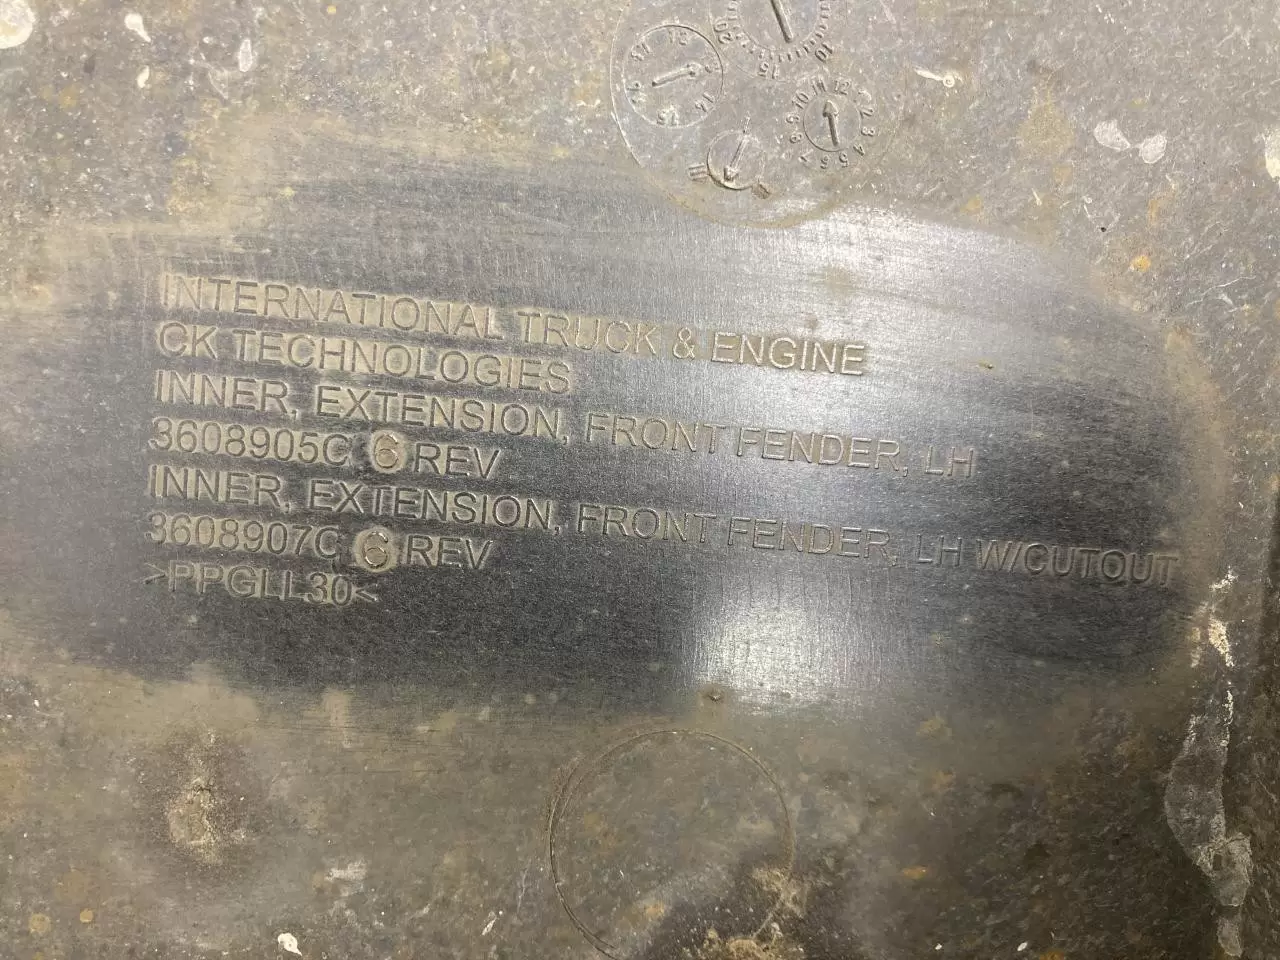 INTERNATIONAL TRUCK & ENGINE
CK TECHNOLOGIES
INNER, EXTENSION, FRONT FENDER, LH
3608905C 6 REV
INNER, EXTENSION, FRONT FENDER, LH W/CUTOUT
3608907C 6 REV
>PPGLL30<